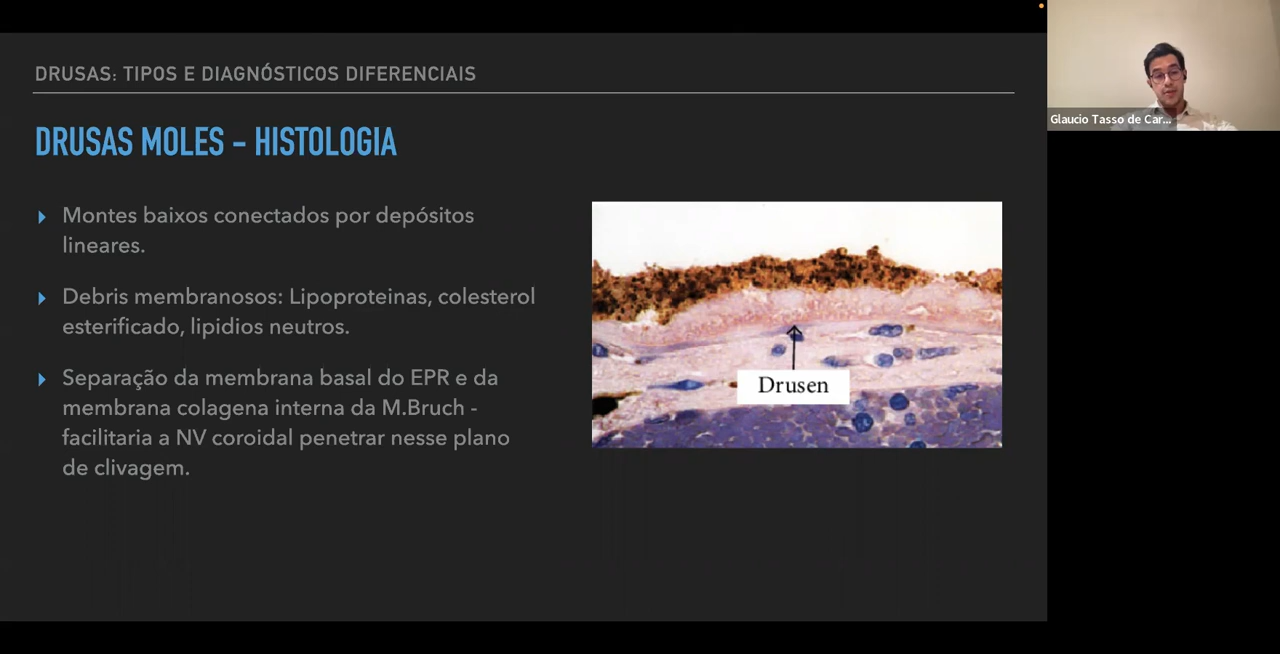 DRUSAS: TIPOS E DIAGNÓSTICOS DIFERENCIAIS
DRUSAS MOLES - HISTOLOGIA
Montes baixos conectados por depósitos
lineares.
Debris membranosos: Lipoproteinas, colesterol
esterificado, lipidios neutros.
Separação da membrana basal do EPR e da
membrana colagena interna da M.Bruch -
facilitaria a NV coroidal penetrar nesse plano
de clivagem.
Drusen
Glaucio Tasso de Car...